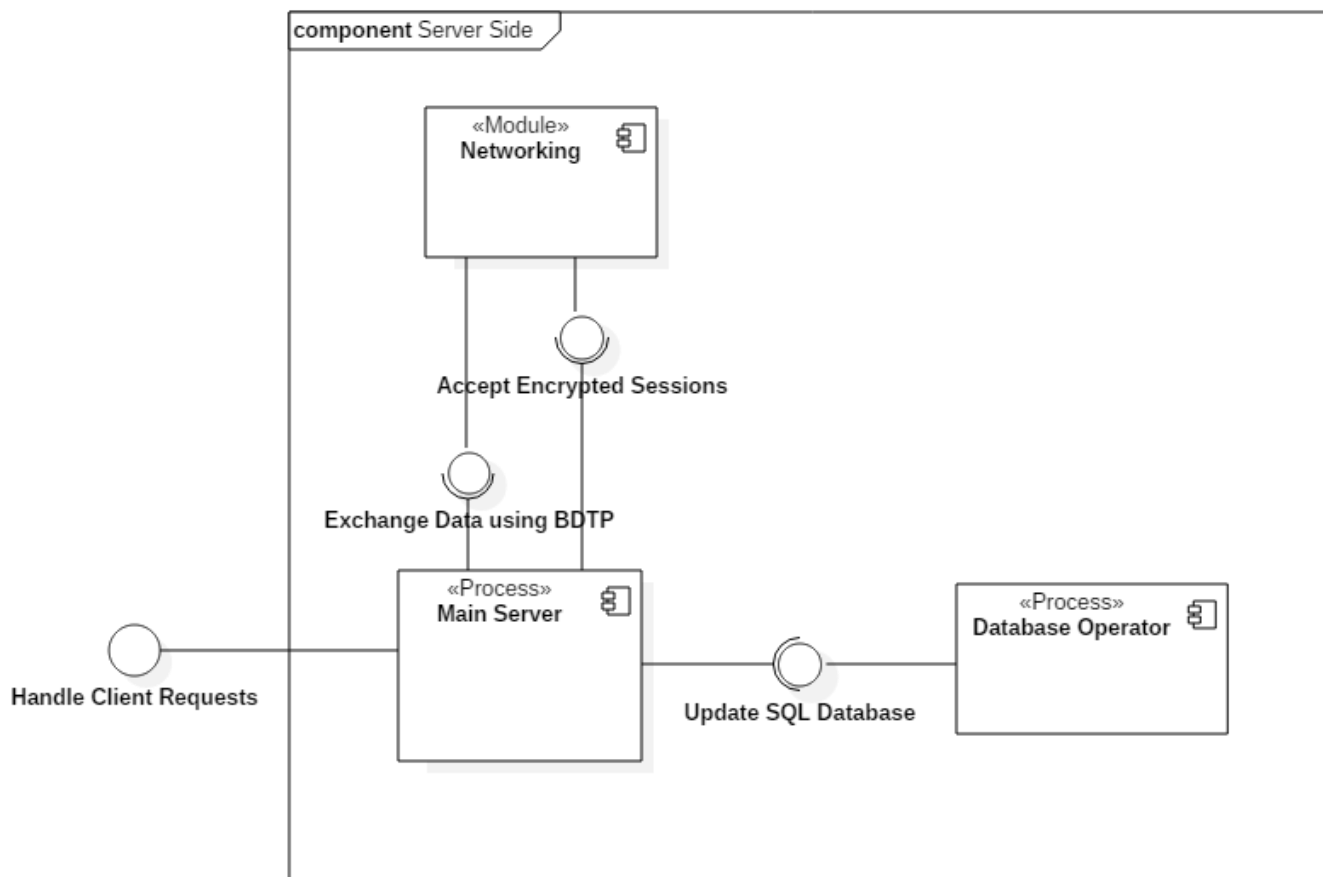 component Server Side
«Module»
Networking
Accept Encrypted Sessions
Exchange Data using BDTP
«Process»
Main Server
«Process»
Database Operator
Handle Client Requests
Update SQL Database